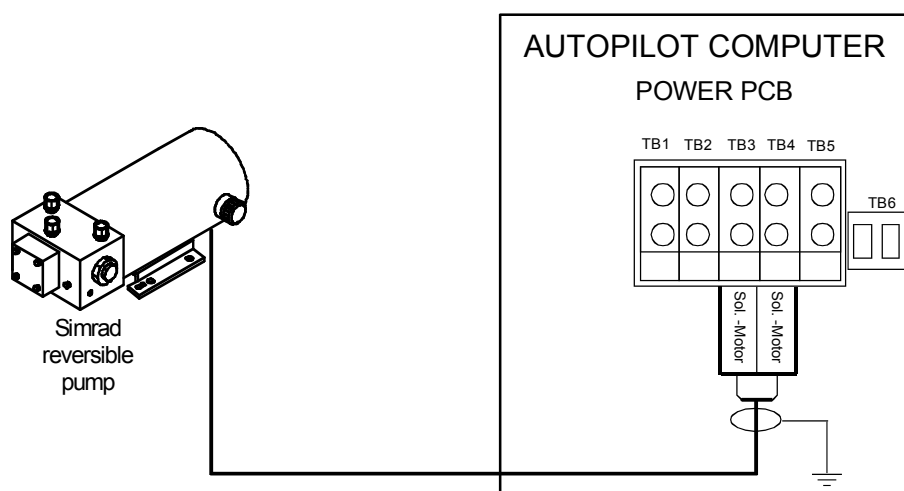 AUTOPILOT COMPUTER
POWER PCB
TB1 TB2 TB3 TB4 TB5
TB6
Sol. -Motor
Sol. -Motor
Simrad
reversible
pump